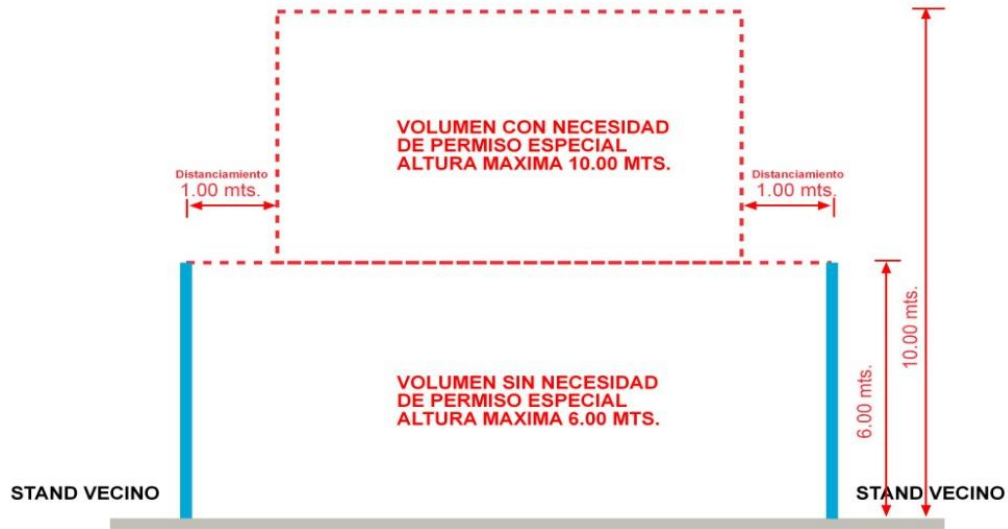 VOLUMEN CON NECESIDAD
DE PERMISO ESPECIAL
ALTURA MAXIMA 10.00 MTS.
Distanciamiento
1.00 mts.
Distanciamiento
1.00 mts.
10.00 mts.
6.00 mts.
VOLUMEN SIN NECESIDAD
DE PERMISO ESPECIAL
ALTURA MAXIMA 6.00 MTS.
STAND VECINO
STAND VECINO